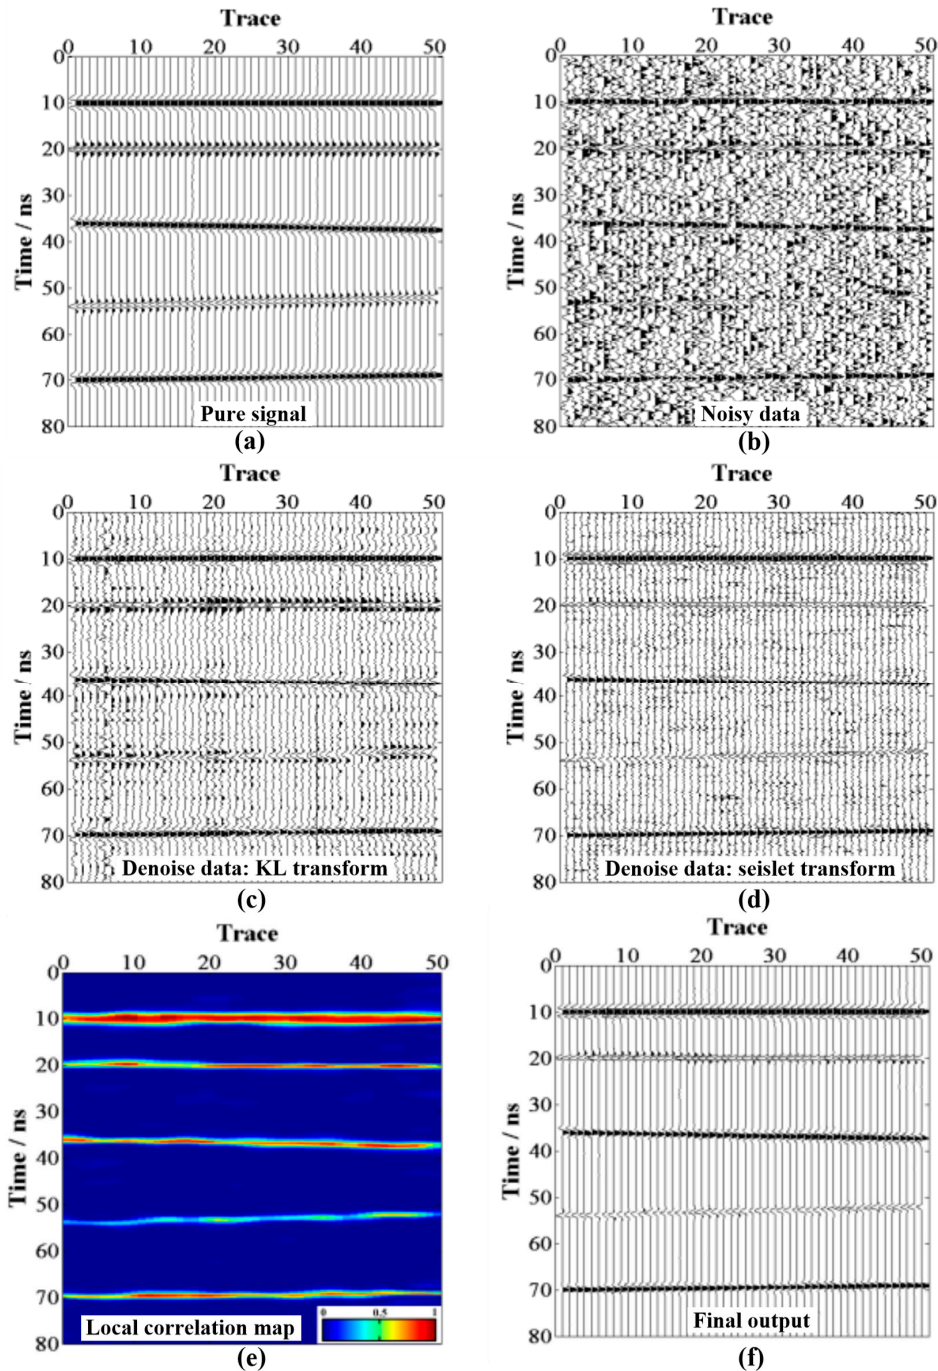 Trace Trace
0 10 20 30 40 50 0 10 20 30 40 50
0
10
20
30
40
50
60
70
80
Time / ns
Pure signal
(a)
0
10
20
30
40
50
60
70
80
Time / ns
Noisy data
(b)
Trace Trace
0 10 20 30 40 50 0 10 20 30 40 50
0
10
20
30
40
50
60
70
80
Time / ns
Denoise data: KL transform
(c)
0
10
20
30
40
50
60
70
80
Time / ns
Denoise data: seislet transform
(d)
Trace Trace
0 10 20 30 40 50 0 10 20 30 40 50
0
10
20
30
40
50
60
70
80
Time / ns
0 0.5 1
Local correlation map
(e)
0
10
20
30
40
50
60
70
80
Time / ns
Final output
(f)